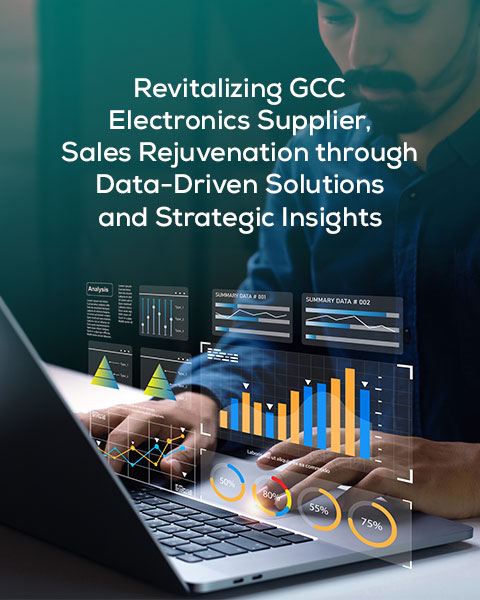 Revitalizing GCC
Electronics Supplier,
Sales Rejuvenation through
Data-Driven Solutions
and Strategic Insights
Analysis
SUMMARY DATA # 001
SUMMARY DATA # 002
50%
80%
55%
75%